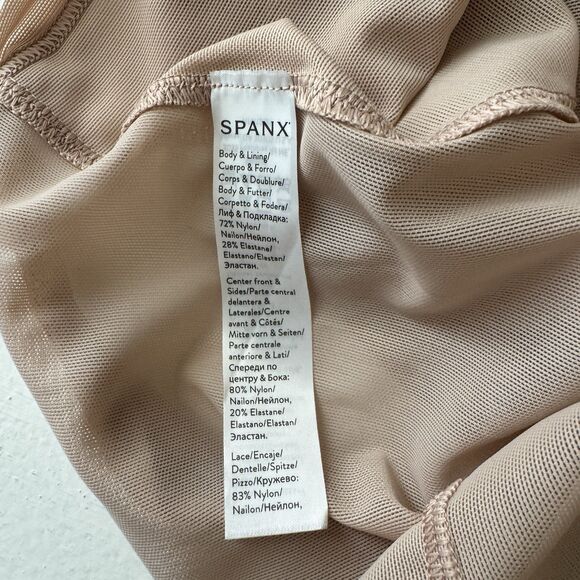 SPANX
Body & Lining/
Cuerpo & Forro/
Corps & Doublure/
Body & Futter/
Corpetto & Fodera/
Лиф & Подкладка:
72% Nylon/
Nailon/Нейлон,
28% Elastane/
Elastano/Elastan/
Эластан.
Center front &
Sides/Parte central
delantera &
Laterales/Centre
avant & Côtés/
Mitte vorn & Seiten/
Parte centrale
anteriore & Lati/
Спереди по
центру & Бока:
80% Nylon/
Nailon/Нейлон,
20% Elastane/
Elastano/Elastan/
Эластан.
Lace/Encaje/
Dentelle/Spitze/
Pizzo/Кружево:
83% Nylon/
Nailon/Нейлон,